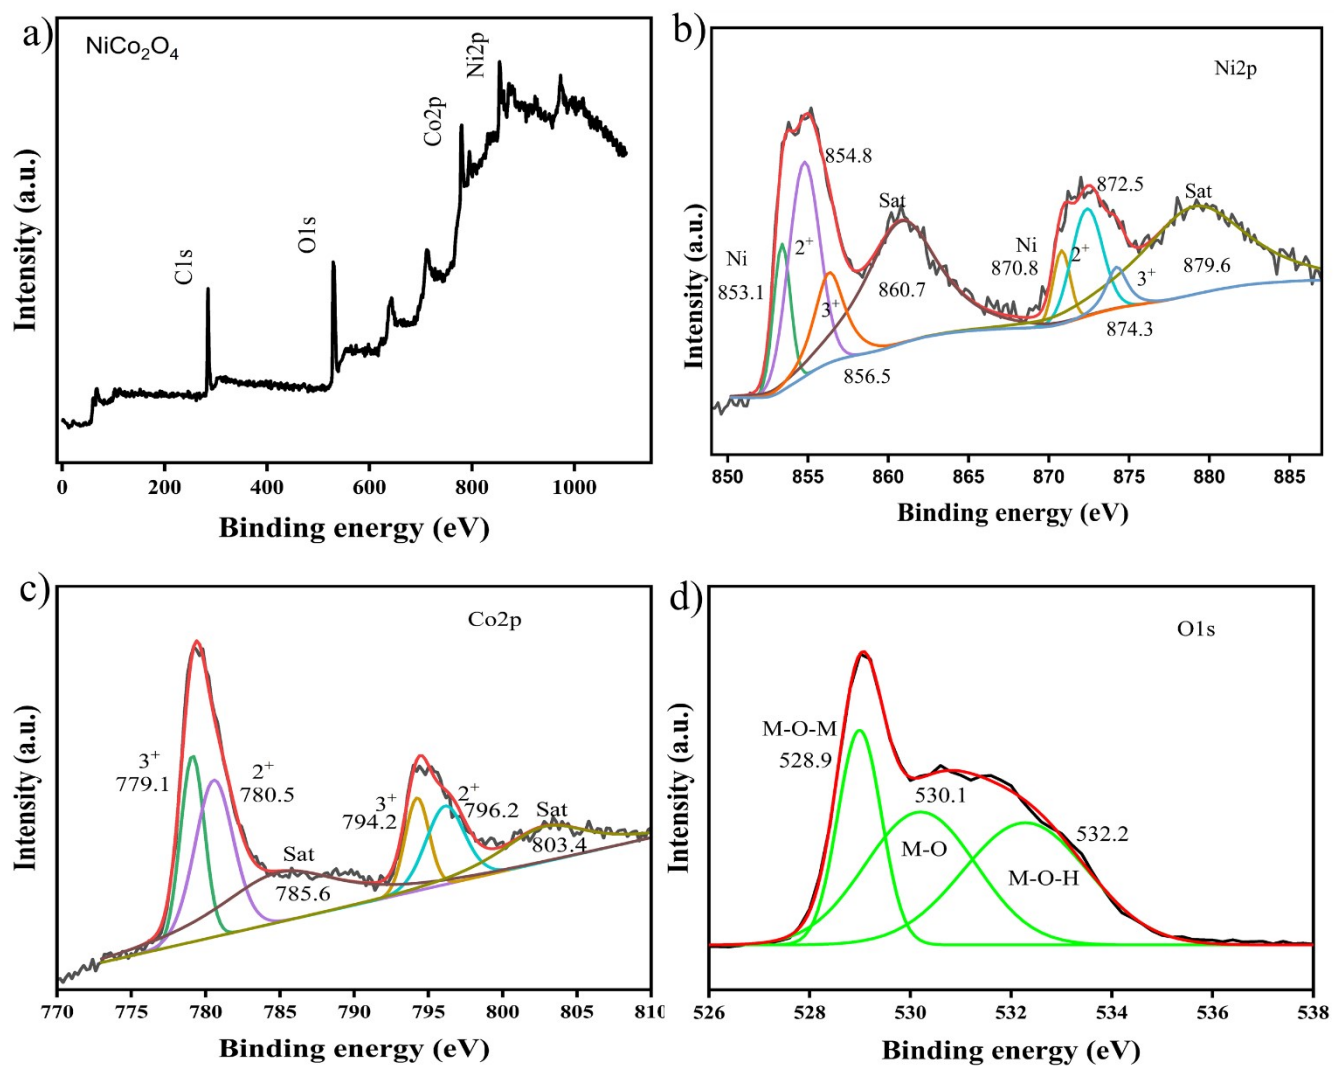 a)
NiCo₂O₄
C1s
O1s
Co2p
Ni2p
Intensity (a.u.)
0 200 400 600 800 1000
Binding energy (eV)
b)
Ni2p
854.8
Ni
853.1
2⁺
3⁺
856.5
Sat
860.7
872.5
Ni
870.8
2⁺
3⁺
874.3
Sat
879.6
Intensity (a.u.)
850 855 860 865 870 875 880 885
Binding energy (eV)
c)
Co2p
3⁺
779.1
2⁺
780.5
Sat
785.6
3⁺
794.2
2⁺
796.2
Sat
803.4
Intensity (a.u.)
770 775 780 785 790 795 800 805 810
Binding energy (eV)
d)
O1s
M-O-M
528.9
530.1
M-O
532.2
M-O-H
Intensity (a.u.)
526 528 530 532 534 536 538
Binding energy (eV)